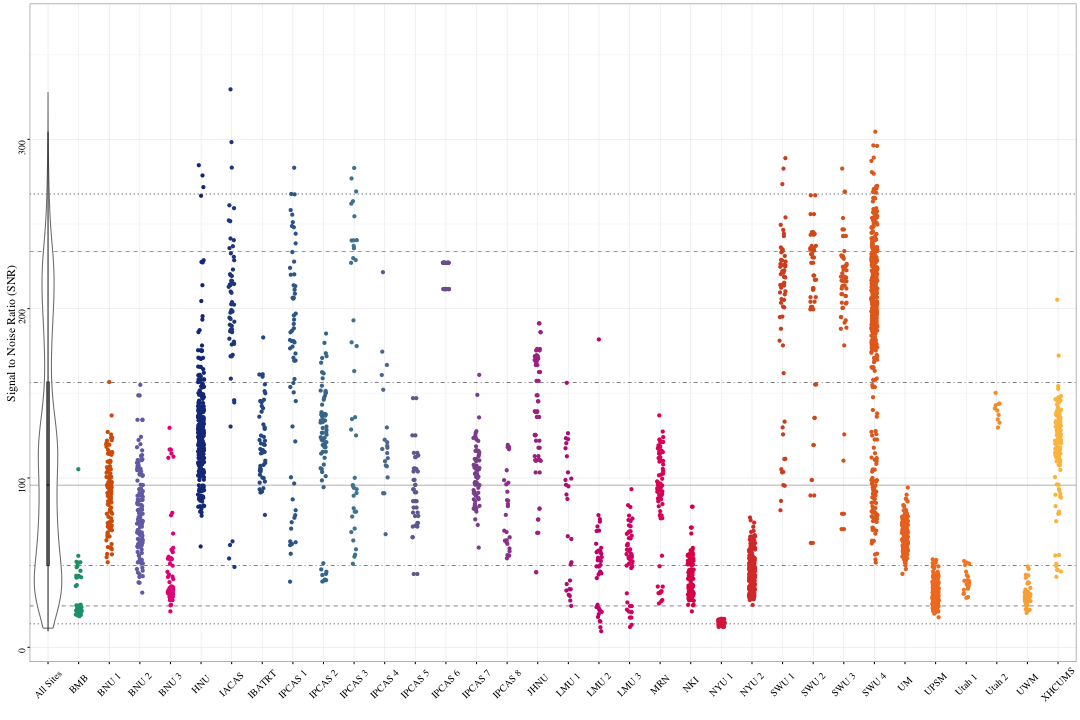 Signal to Noise Ratio (SNR)
300
200
100
0
All Sites
BMB
BNU 1
BNU 2
BNU 3
HNU
IACAS
IBATRT
IPCAS 1
IPCAS 2
IPCAS 3
IPCAS 4
IPCAS 5
IPCAS 6
IPCAS 7
IPCAS 8
JHNU
LMU 1
LMU 2
LMU 3
MRN
NKI
NYU 1
NYU 2
SWU 1
SWU 2
SWU 3
SWU 4
UM
UPSM
Utah 1
Utah 2
UWM
XHCUMS